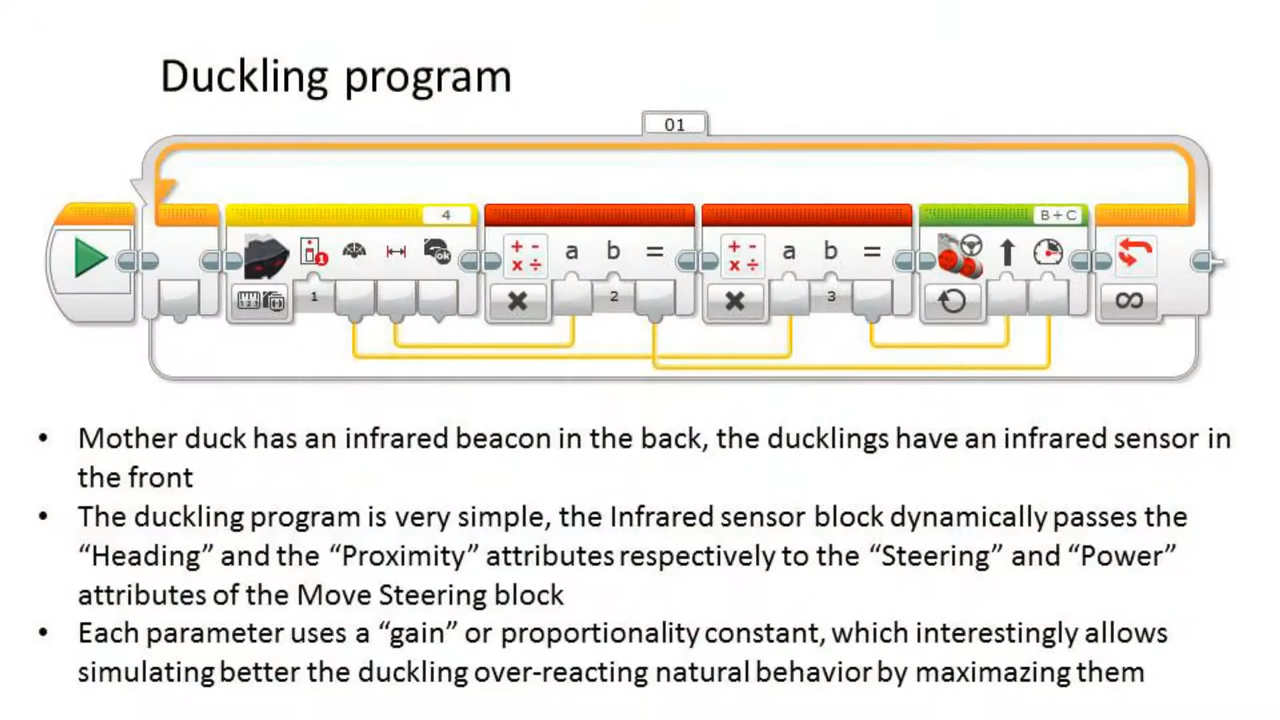 Duckling program
01
4
B+C
1 a b =
a b =
1
2
3
• Mother duck has an infrared beacon in the back, the ducklings have an infrared sensor in
the front
• The duckling program is very simple, the Infrared sensor block dynamically passes the
“Heading” and the “Proximity” attributes respectively to the “Steering” and “Power”
attributes of the Move Steering block
• Each parameter uses a “gain” or proportionality constant, which interestingly allows
simulating better the duckling over-reacting natural behavior by maximazing them